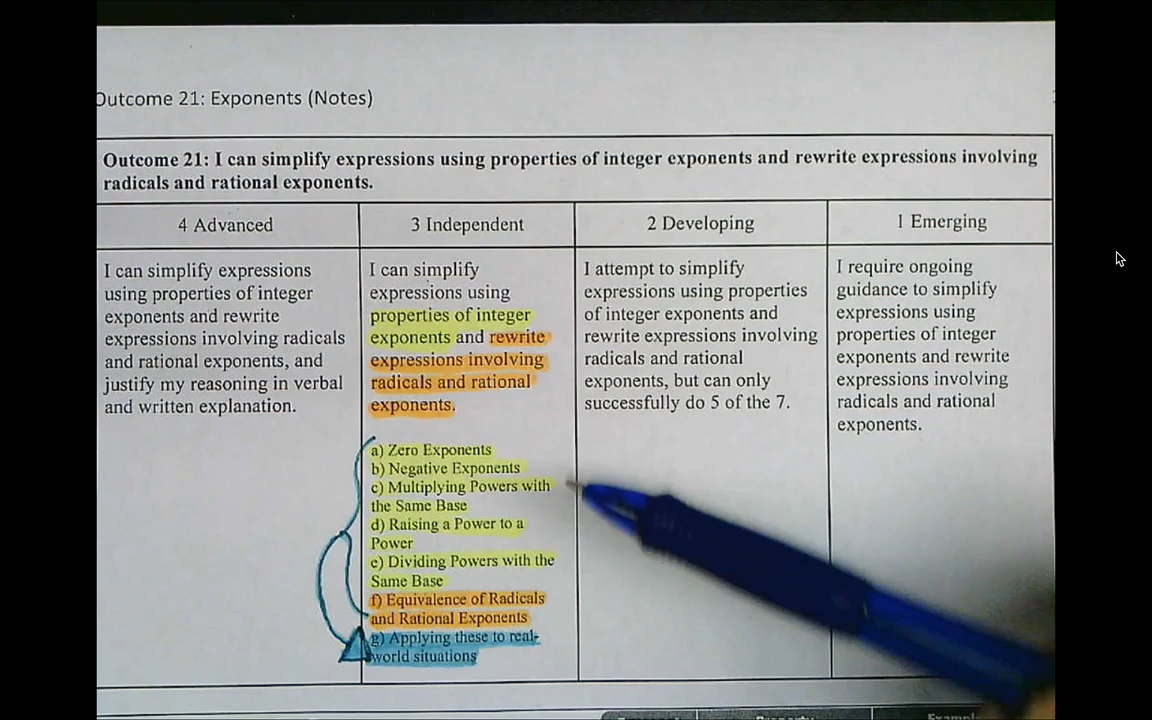 Outcome 21: Exponents (Notes)
Outcome 21: I can simplify expressions using properties of integer exponents and rewrite expressions involving
radicals and rational exponents.
4 Advanced
3 Independent
2 Developing
1 Emerging
I can simplify expressions
using properties of integer
exponents and rewrite
expressions involving radicals
and rational exponents, and
justify my reasoning in verbal
and written explanation.
I can simplify
expressions using
properties of integer
exponents and rewrite
expressions involving
radicals and rational
exponents.
a) Zero Exponents
b) Negative Exponents
c) Multiplying Powers with
the Same Base
d) Raising a Power to a
Power
e) Dividing Powers with the
Same Base
f) Equivalence of Radicals
and Rational Exponents
g) Applying these to real-
world situations
I attempt to simplify
expressions using properties
of integer exponents and
rewrite expressions involving
radicals and rational
exponents, but can only
successfully do 5 of the 7.
I require ongoing
guidance to simplify
expressions using
properties of integer
exponents and rewrite
expressions involving
radicals and rational
exponents.